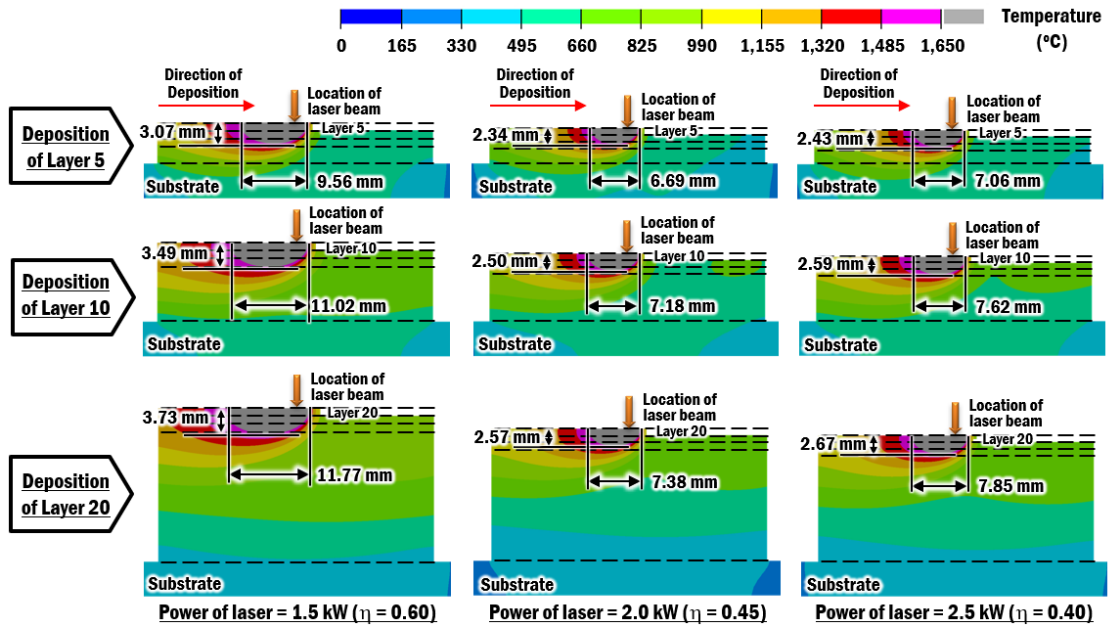 Temperature
(ºC)
0 165 330 495 660 825 990 1,155 1,320 1,485 1,650
Deposition
of Layer 5
Direction of
Deposition
Location of
laser beam
3.07 mm
Layer 5
Substrate
9.56 mm
Direction of
Deposition
Location of
laser beam
2.34 mm
Layer 5
Substrate
6.69 mm
Direction of
Deposition
Location of
laser beam
2.43 mm
Layer 5
Substrate
7.06 mm
Deposition
of Layer 10
Location of
laser beam
3.49 mm
Layer 10
11.02 mm
Substrate
Location of
laser beam
2.50 mm
Layer 10
7.18 mm
Substrate
Location of
laser beam
2.59 mm
Layer 10
7.62 mm
Substrate
Deposition
of Layer 20
Location of
laser beam
3.73 mm
Layer 20
11.77 mm
Substrate
Location of
laser beam
2.57 mm
Layer 20
7.38 mm
Substrate
Location of
laser beam
2.67 mm
Layer 20
7.85 mm
Substrate
Power of laser = 1.5 kW (η = 0.60)
Power of laser = 2.0 kW (η = 0.45)
Power of laser = 2.5 kW (η = 0.40)